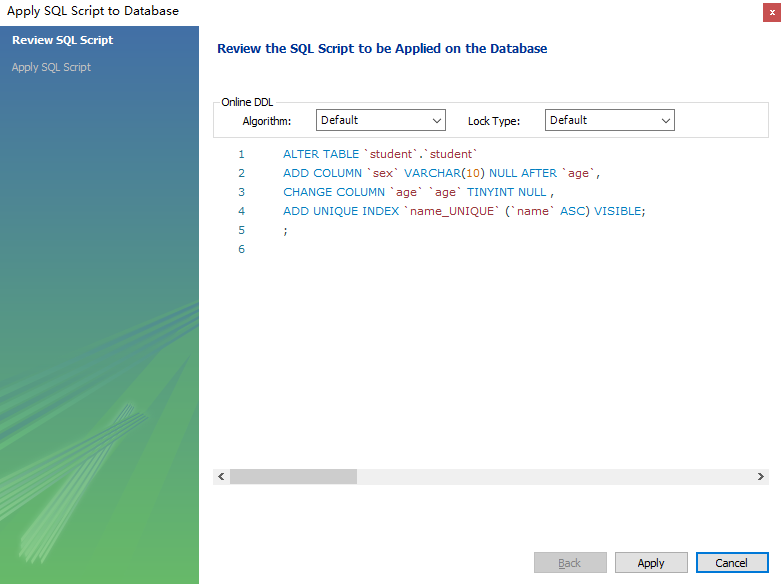 Apply SQL Script to Database
x
Review SQL Script
Apply SQL Script
Review the SQL Script to be Applied on the Database
Online DDL
Algorithm: Default Lock Type: Default
1 ALTER TABLE `student`.`student`
2 ADD COLUMN `sex` VARCHAR(10) NULL AFTER `age`,
3 CHANGE COLUMN `age` `age` TINYINT NULL ,
4 ADD UNIQUE INDEX `name_UNIQUE` (`name` ASC) VISIBLE;
5 ;
6
Back Apply Cancel